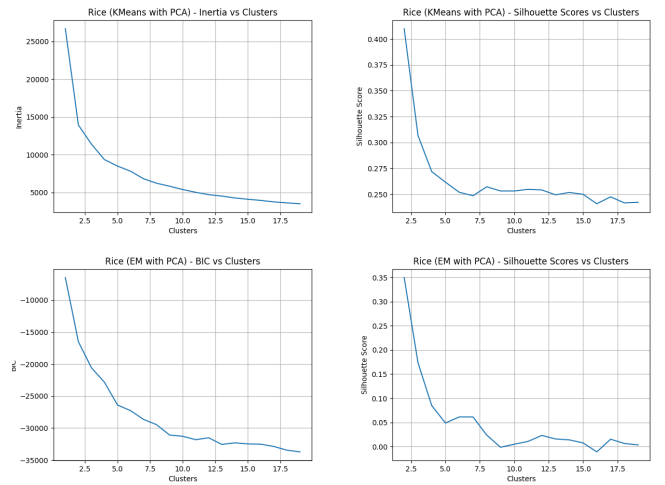 Rice (KMeans with PCA) - Inertia vs Clusters
25000
20000
15000
10000
5000
Inertia
2.5 5.0 7.5 10.0 12.5 15.0 17.5
Clusters
Rice (KMeans with PCA) - Silhouette Scores vs Clusters
0.400
0.375
0.350
0.325
0.300
0.275
0.250
Silhouette Score
2.5 5.0 7.5 10.0 12.5 15.0 17.5
Clusters
Rice (EM with PCA) - BIC vs Clusters
−10000
−15000
−20000
−25000
−30000
−35000
BIC
2.5 5.0 7.5 10.0 12.5 15.0 17.5
Clusters
Rice (EM with PCA) - Silhouette Scores vs Clusters
0.35
0.30
0.25
0.20
0.15
0.10
0.05
0.00
Silhouette Score
2.5 5.0 7.5 10.0 12.5 15.0 17.5
Clusters